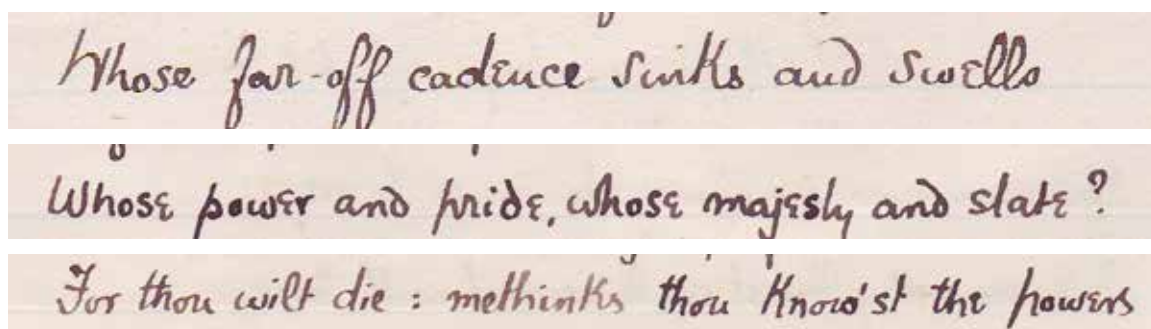 Whose far-off cadence sinks and swells
Whose power and pride, whose majesty and state?
For thou wilt die : methinks thou know'st the powers